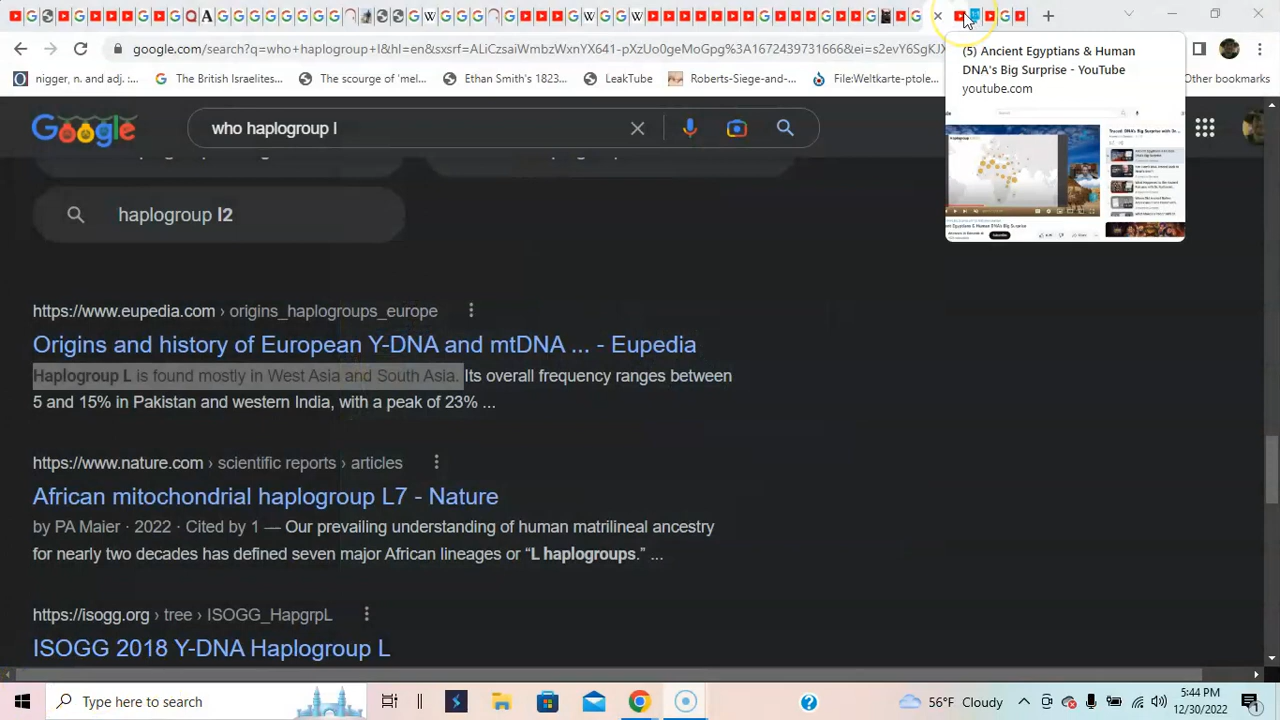 google.com/search?q=who+haplogroup+l&hl=en&sxsrf=
(5) Ancient Egyptians & Human
DNA's Big Surprise - YouTube
youtube.com
nigger, n. and adj. :...
The British Israelites...
The scourge of mel...
Ethan Smith's 1823...
LeakTube
Roberts-Siege-and-...
File:Weltkarte-ptole...
Other bookmarks
Google
who haplogroup l
haplogroup l2
https://www.eupedia.com › origins_haplogroups_europe
Origins and history of European Y-DNA and mtDNA ... - Eupedia
Haplogroup L is found mostly in West Asia and South Asia. Its overall frequency ranges between
5 and 15% in Pakistan and western India, with a peak of 23% ...
https://www.nature.com › scientific reports › articles
African mitochondrial haplogroup L7 - Nature
by PA Maier · 2022 · Cited by 1 — Our prevailing understanding of human matrilineal ancestry
for nearly two decades has defined seven major African lineages or “L haplogroups.” ...
https://isogg.org › tree › ISOGG_HapgrpL
ISOGG 2018 Y-DNA Haplogroup L
Type here to search
56°F Cloudy
5:44 PM
12/30/2022